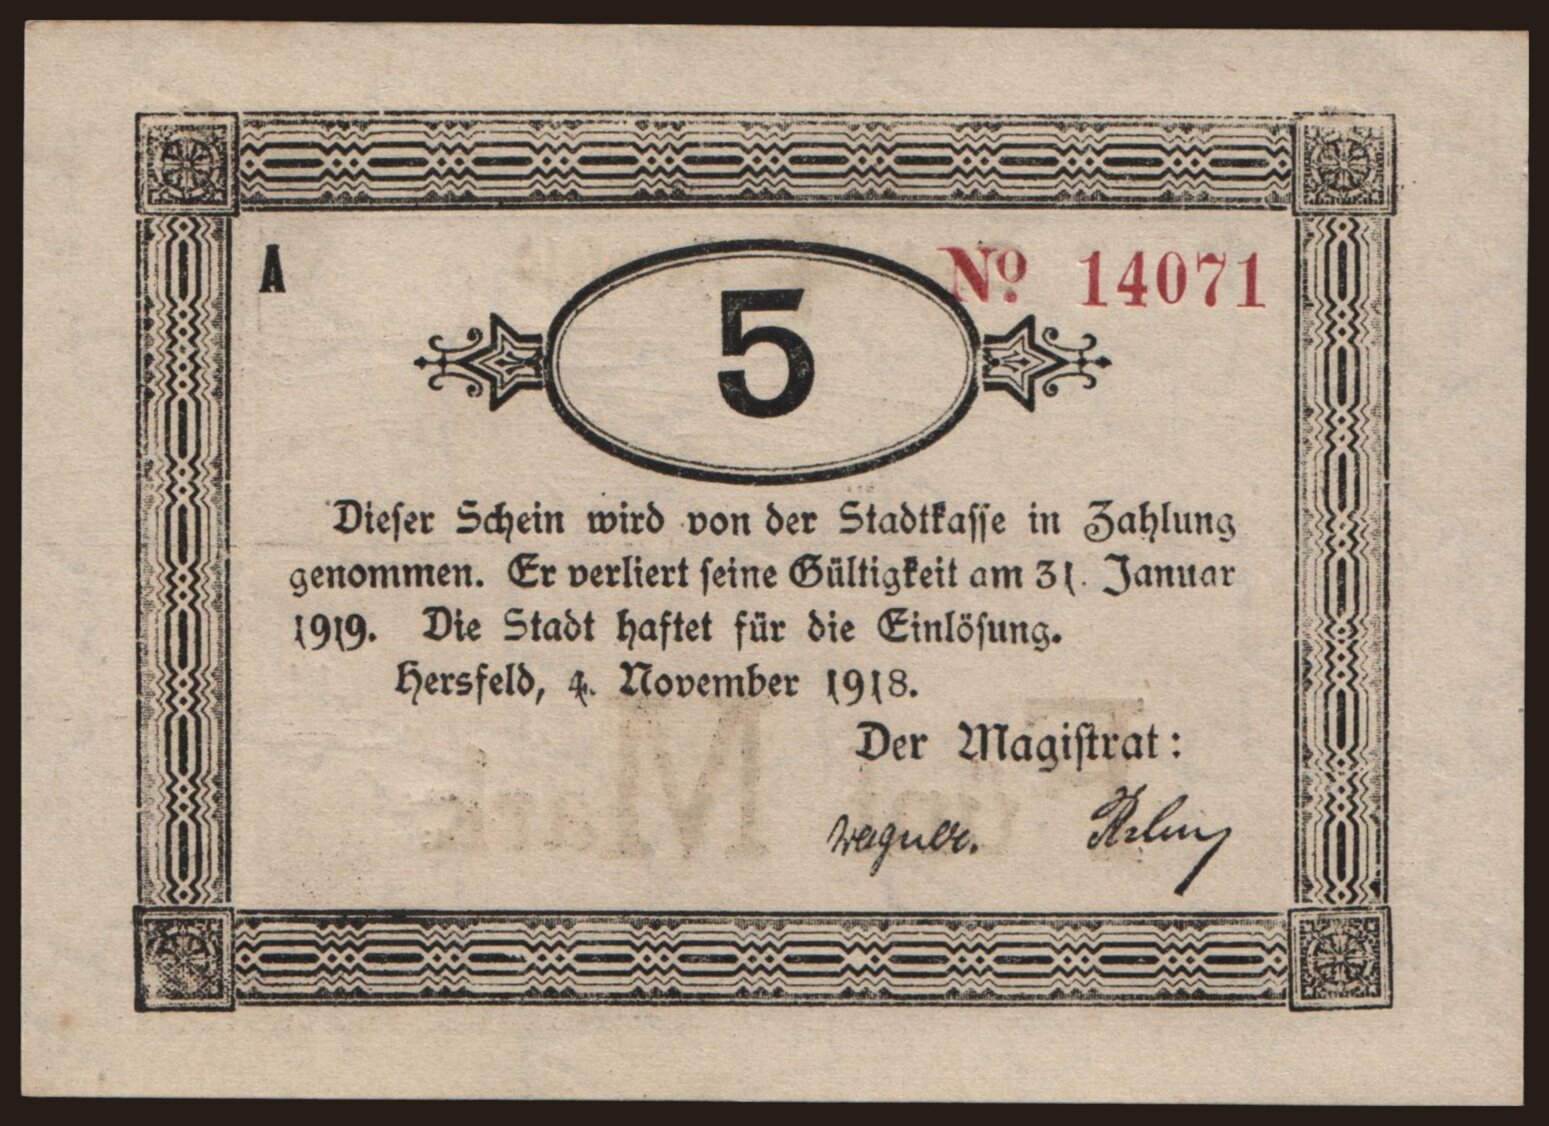 A
№ 14071
5
Dieser Schein wird von der Stadtkasse in Zahlung
genommen. Er verliert seine Gültigkeit am 31. Januar
1919. Die Stadt haftet für die Einlösung.
Hersfeld, 4. November 1918.
Der Magistrat:
Wagner.